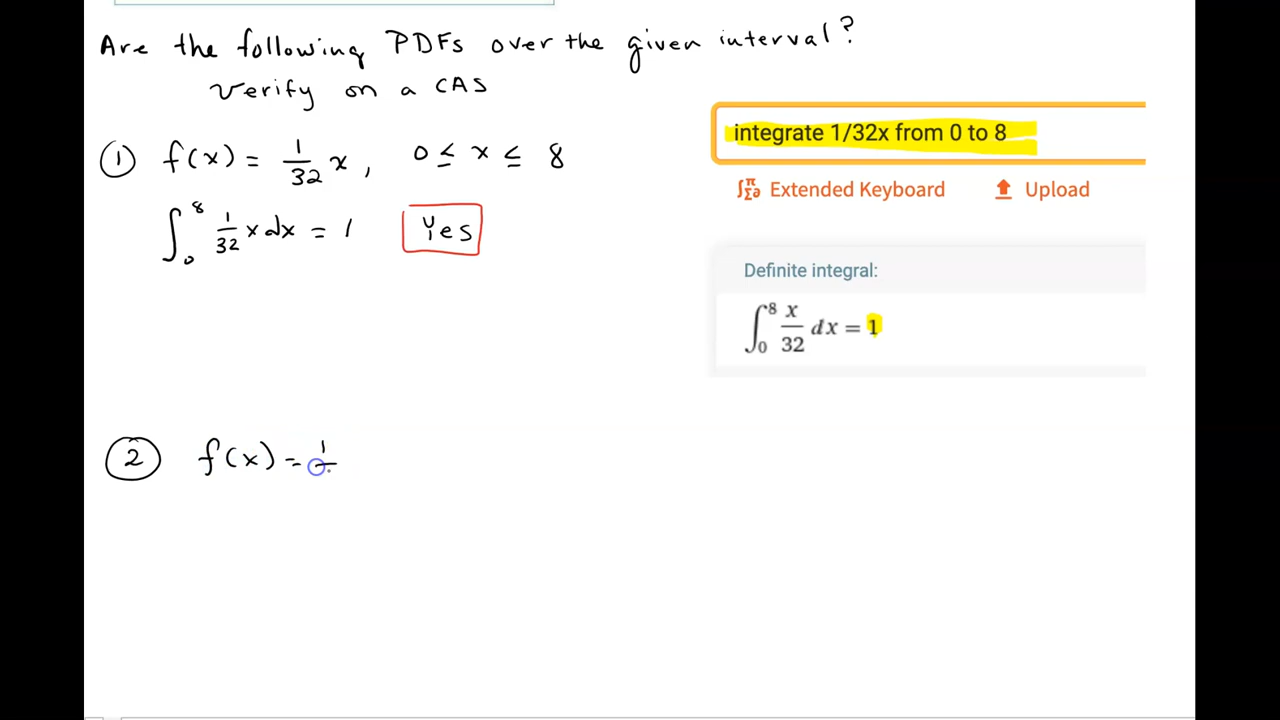 Are the following PDFs over the given interval?
Verify on a CAS
① f(x) = 1/32 x, 0 ≤ x ≤ 8
∫₀⁸ 1/32 x dx = 1 Yes
integrate 1/32x from 0 to 8
Extended Keyboard Upload
Definite integral:
∫₀⁸ x/32 dx = 1
② f(x) = 1/